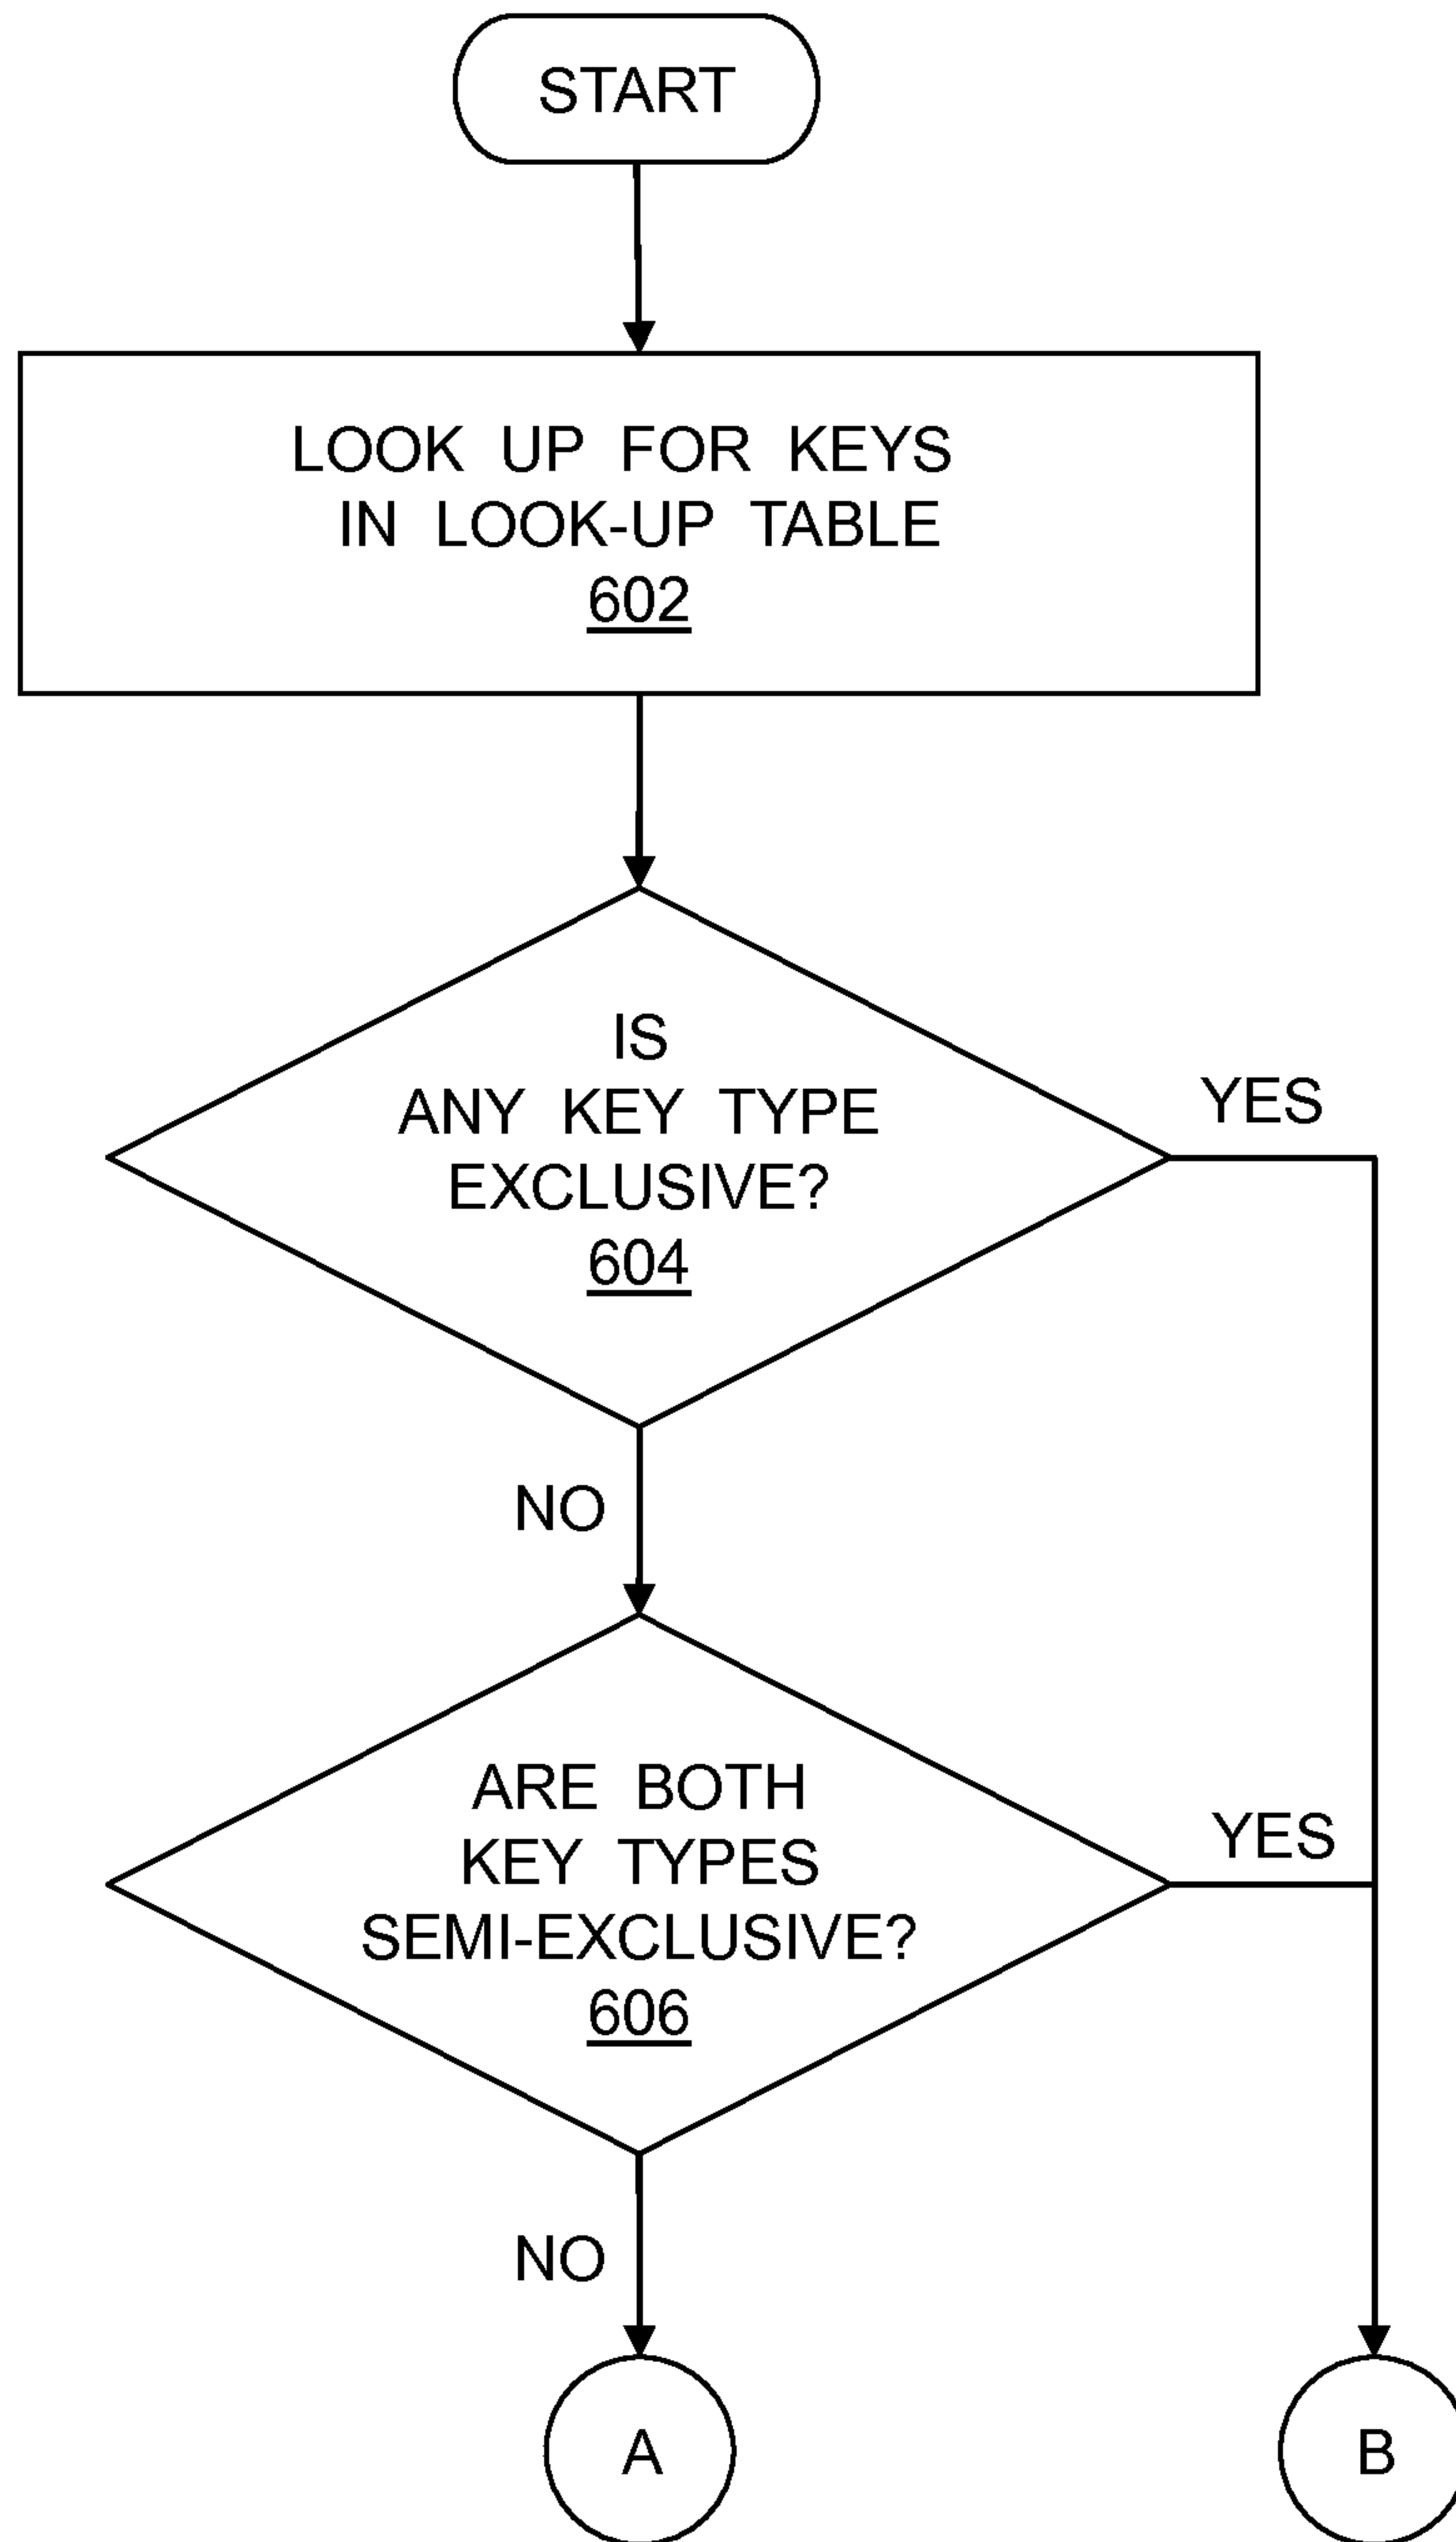 START
LOOK UP FOR KEYS
IN LOOK-UP TABLE
602
IS
ANY KEY TYPE
EXCLUSIVE?
604
YES
NO
ARE BOTH
KEY TYPES
SEMI-EXCLUSIVE?
606
YES
NO
A
B